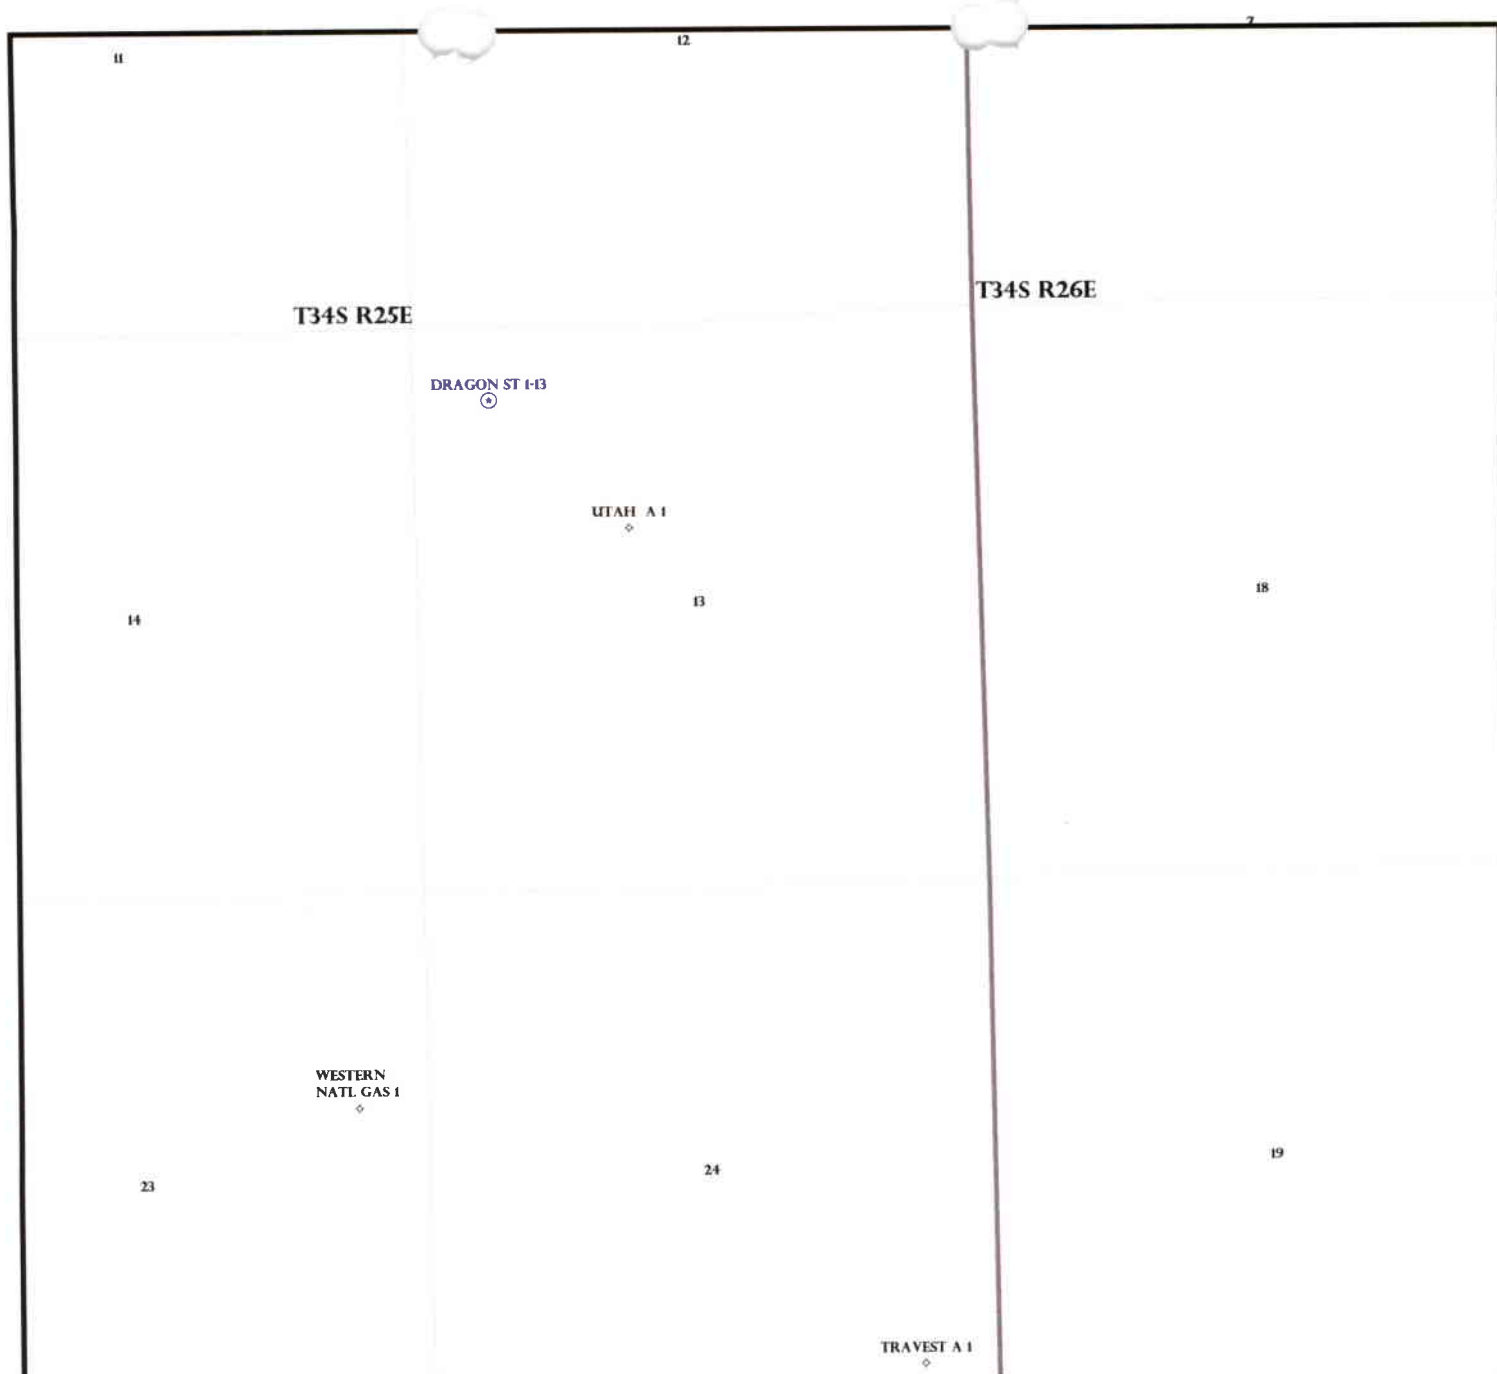 7
12
11
T34S R26E
T34S R25E
DRAGON ST 1-13
UTAH A 1
18
13
14
WESTERN
NATL GAS 1
19
24
23
TRAVEST A 1